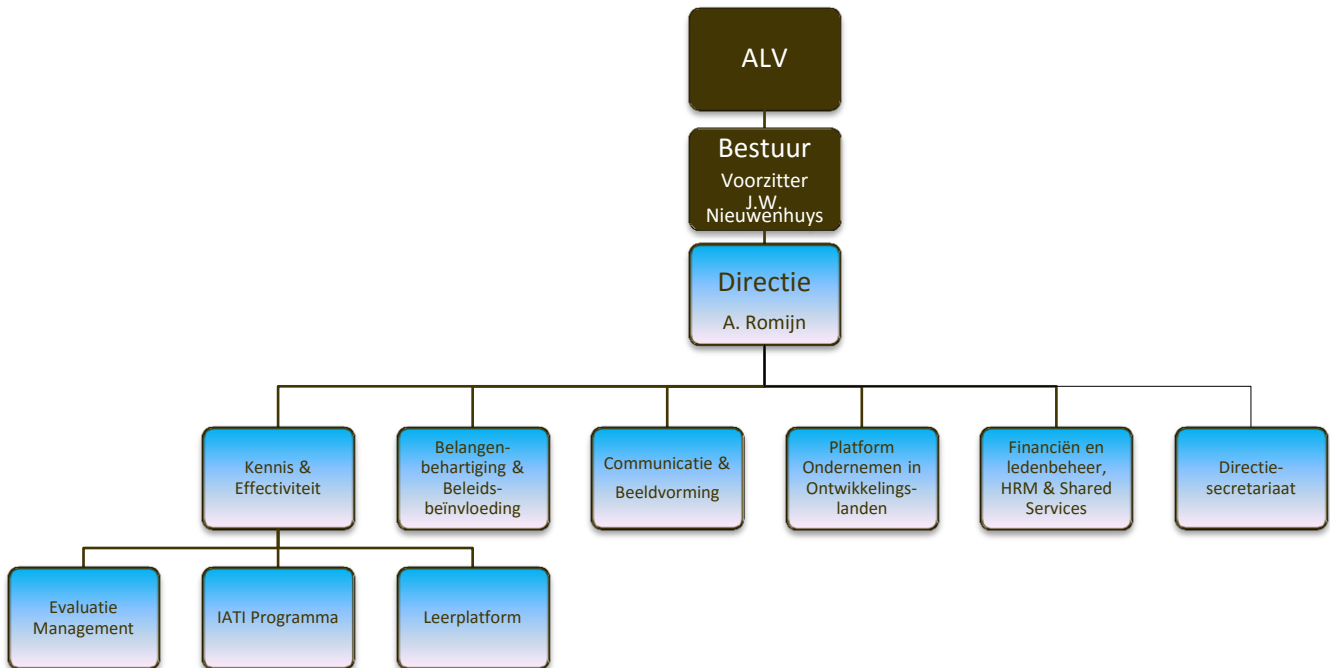 ALV
Bestuur
Voorzitter
J.W.
Nieuwenhuys
Directie
A. Romijn
Kennis &
Effectiviteit
Belangen-
behartiging &
Beleids-
beïnvloeding
Communicatie &
Beeldvorming
Platform
Ondernemen in
Ontwikkelings-
landen
Financiën en
ledenbeheer,
HRM & Shared
Services
Directie-
secretariaat
Evaluatie
Management
IATI Programma
Leerplatform